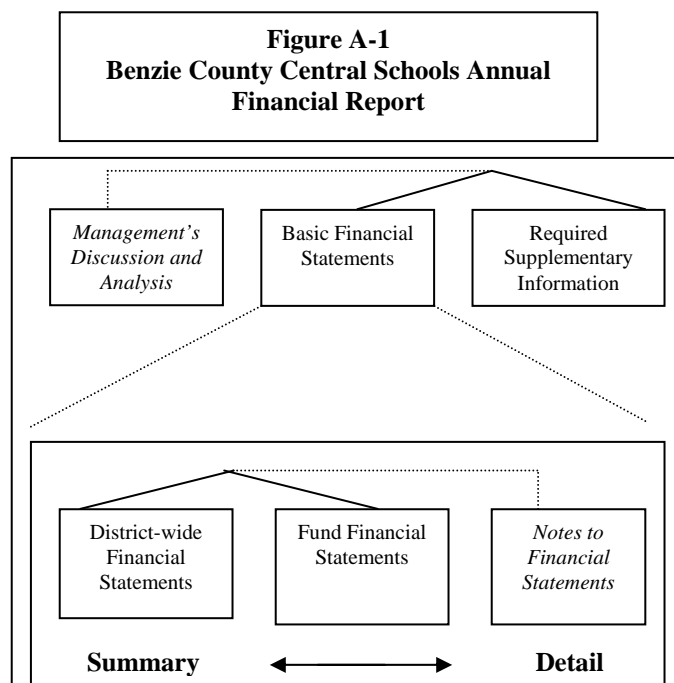 Figure A-1
Benzie County Central Schools Annual
Financial Report
Management's
Discussion and
Analysis
Basic Financial
Statements
Required
Supplementary
Information
District-wide
Financial
Statements
Fund Financial
Statements
Notes to
Financial
Statements
Summary
Detail